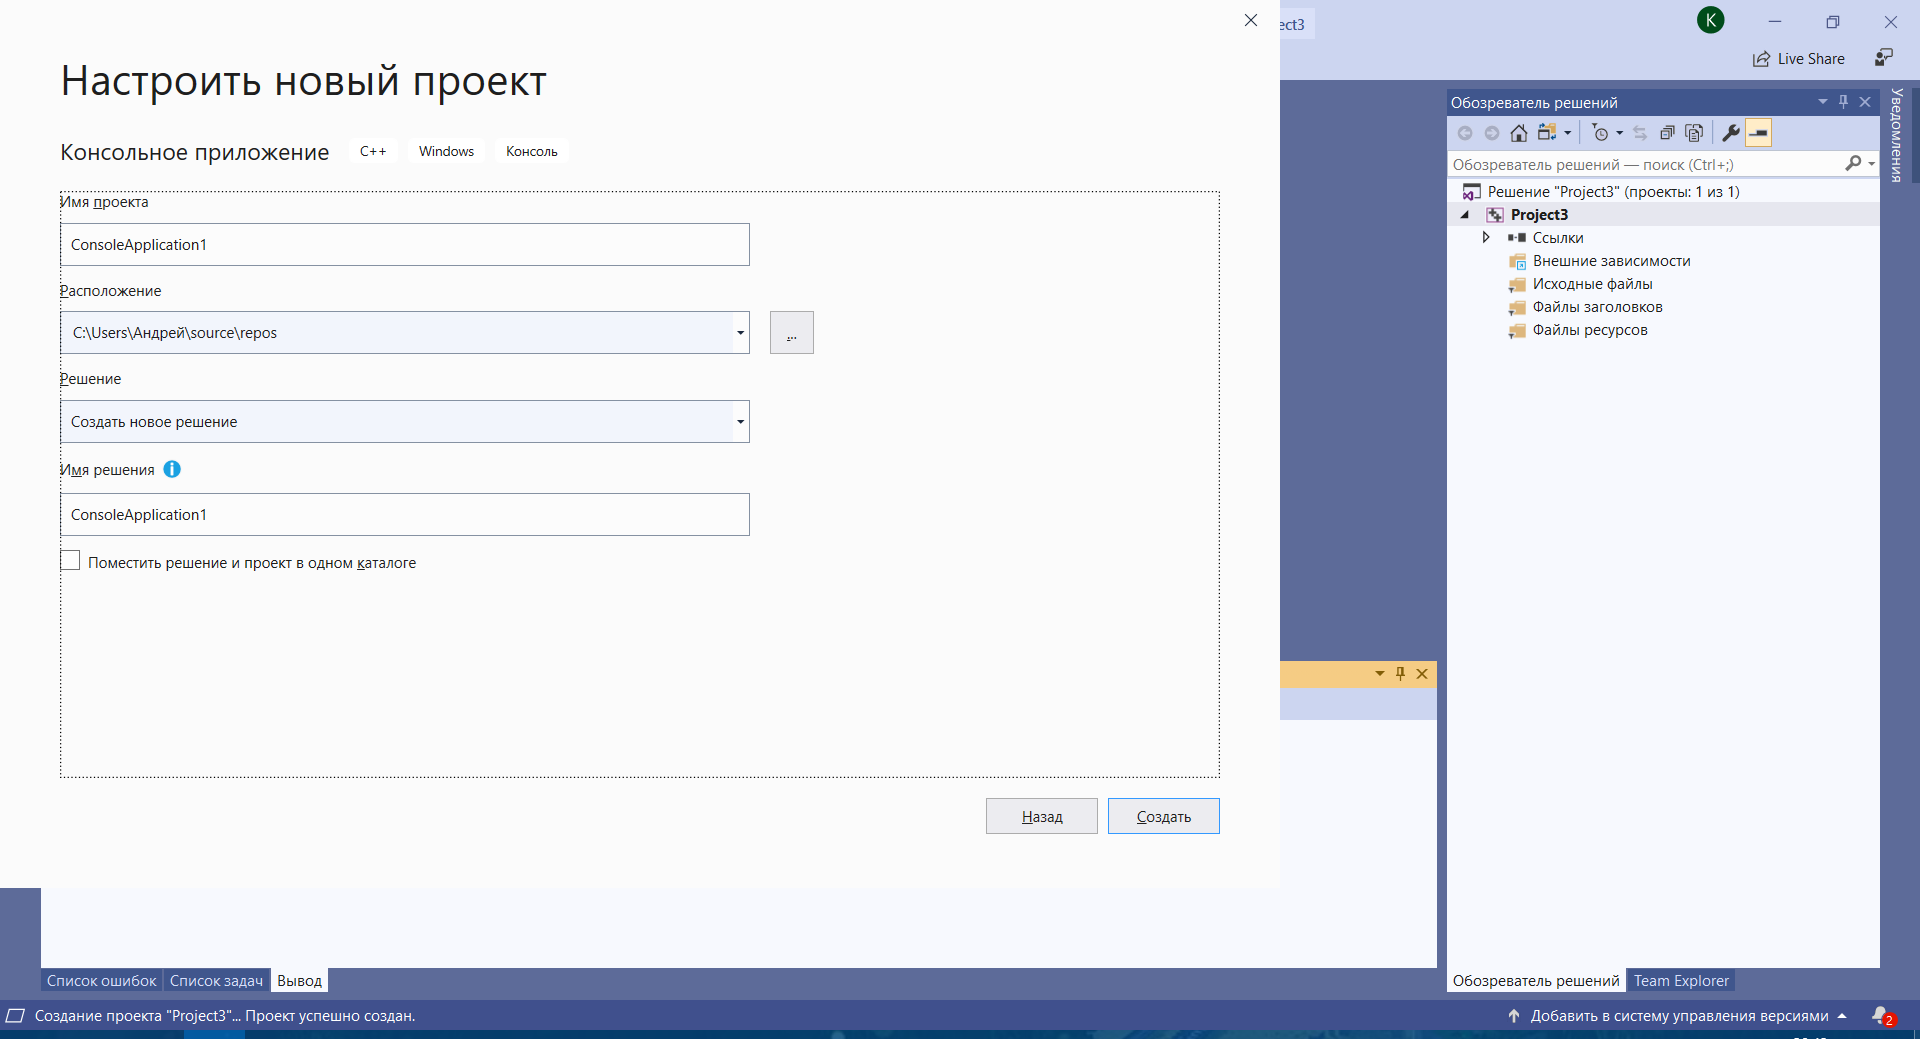 ect3
K
Live Share
Настроить новый проект
Консольное приложение C++ Windows Консоль
Имя проекта
ConsoleApplication1
Расположение
C:\Users\Андрей\source\repos
...
Решение
Создать новое решение
Имя решения
ConsoleApplication1
Поместить решение и проект в одном каталоге
Назад Создать
Обозреватель решений
Обозреватель решений — поиск (Ctrl+;)
Решение "Project3" (проекты: 1 из 1)
Project3
Ссылки
Внешние зависимости
Исходные файлы
Файлы заголовков
Файлы ресурсов
Уведомления
Список ошибок Список задач Вывод
Обозреватель решений Team Explorer
Создание проекта "Project3"... Проект успешно создан.
Добавить в систему управления версиями 2